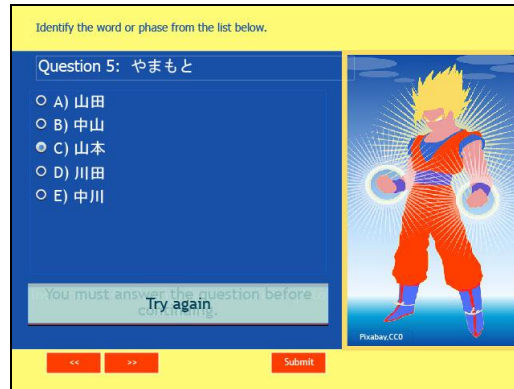 Identify the word or phase from the list below.
Question 5: やまもと
A) 山田
B) 中山
C) 山本
D) 川田
E) 中川
You must answer the question before
continuing.
Try again
Pixabay,CC0
<<
>>
Submit